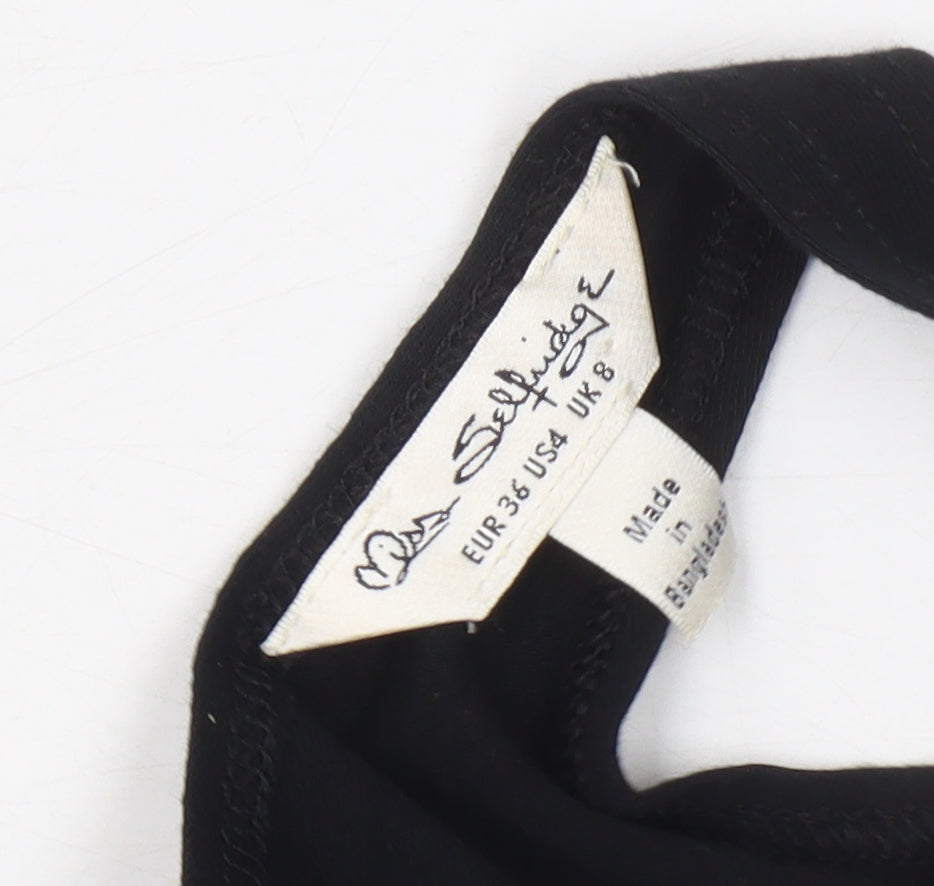 Miss Selfridge
EUR 36 US4 UK 8
Made
in
Bangladesh